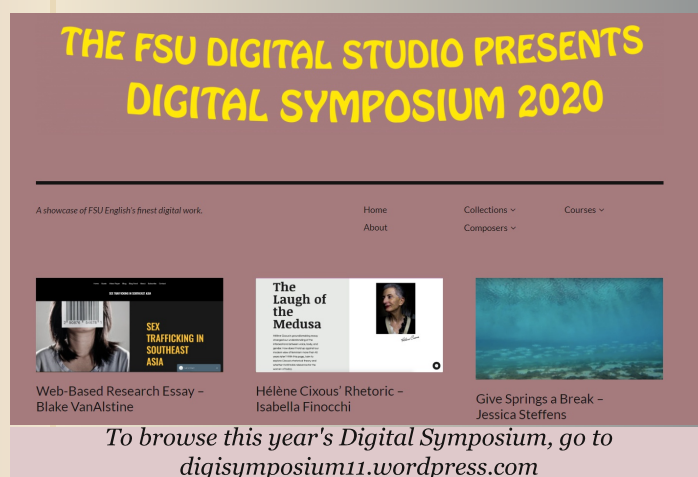 THE FSU DIGITAL STUDIO PRESENTS
DIGITAL SYMPOSIUM 2020
A showcase of FSU English's finest digital work.
Home
Collections
Courses
About
Composers
SEX
TRAFFICKING IN
SOUTHEAST
ASIA
The
Laugh of
the
Medusa
Web-Based Research Essay –
Blake VanAlstine
Hélène Cixous' Rhetoric –
Isabella Finocchi
Give Springs a Break –
Jessica Steffens
To browse this year's Digital Symposium, go to
digisymposium11.wordpress.com